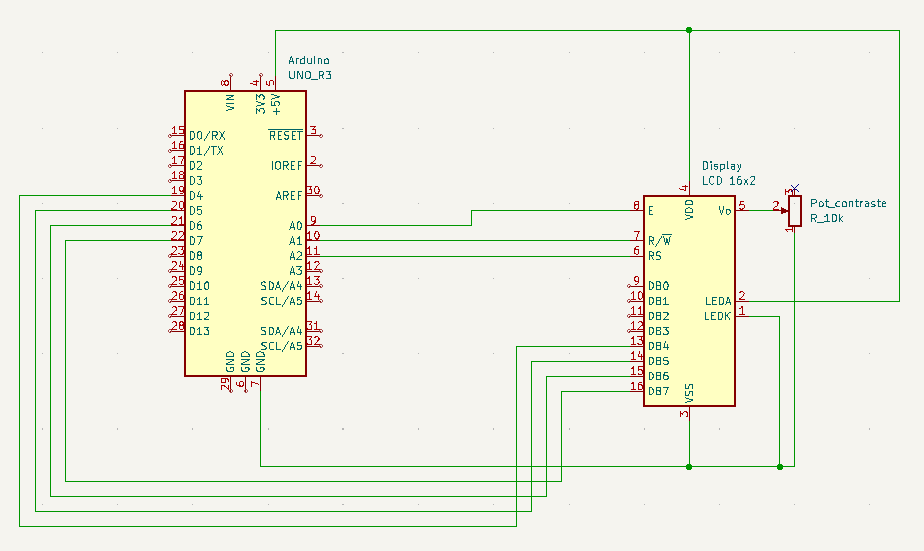 Arduino
UNO_R3
8
4
5
VIN
3V3
+5V
15 D0/RX
16 D1/TX
17 D2
18 D3
19 D4
20 D5
21 D6
22 D7
23 D8
24 D9
25 D10
26 D11
27 D12
28 D13
RESET 3
IOREF 2
AREF 30
A0 9
A1 10
A2 11
A3 12
SDA/A4 13
SCL/A5 14
SDA/A4 31
SCL/A5 32
GND
GND
GND
29
6
7
Display
LCD 16x2
4
VDD
8 E
7 R/W
6 RS
9 DB0
10 DB1
11 DB2
12 DB3
13 DB4
14 DB5
15 DB6
16 DB7
Vo 5
LEDA 2
LEDK 1
VSS
3
3
2
1
Pot_contraste
R_10k